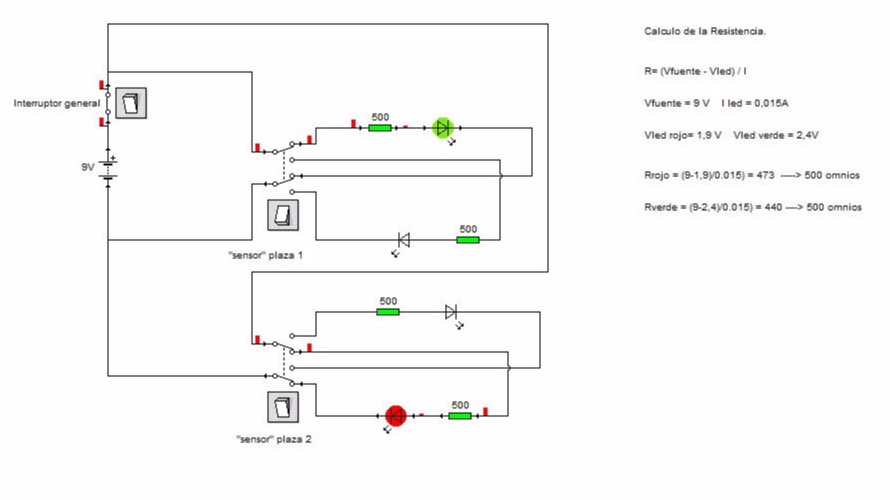 Calculo de la Resistencia.
R= (Vfuente - Vled) / I
Interruptor general
Vfuente = 9 V I led = 0,015A
500
Vled rojo= 1,9 V Vled verde = 2,4V
9V
+
Rrojo = (9-1,9)/0.015) = 473 ----> 500 omnios
Rverde = (9-2,4)/0.015) = 440 ----> 500 omnios
500
"sensor" plaza 1
500
500
"sensor" plaza 2